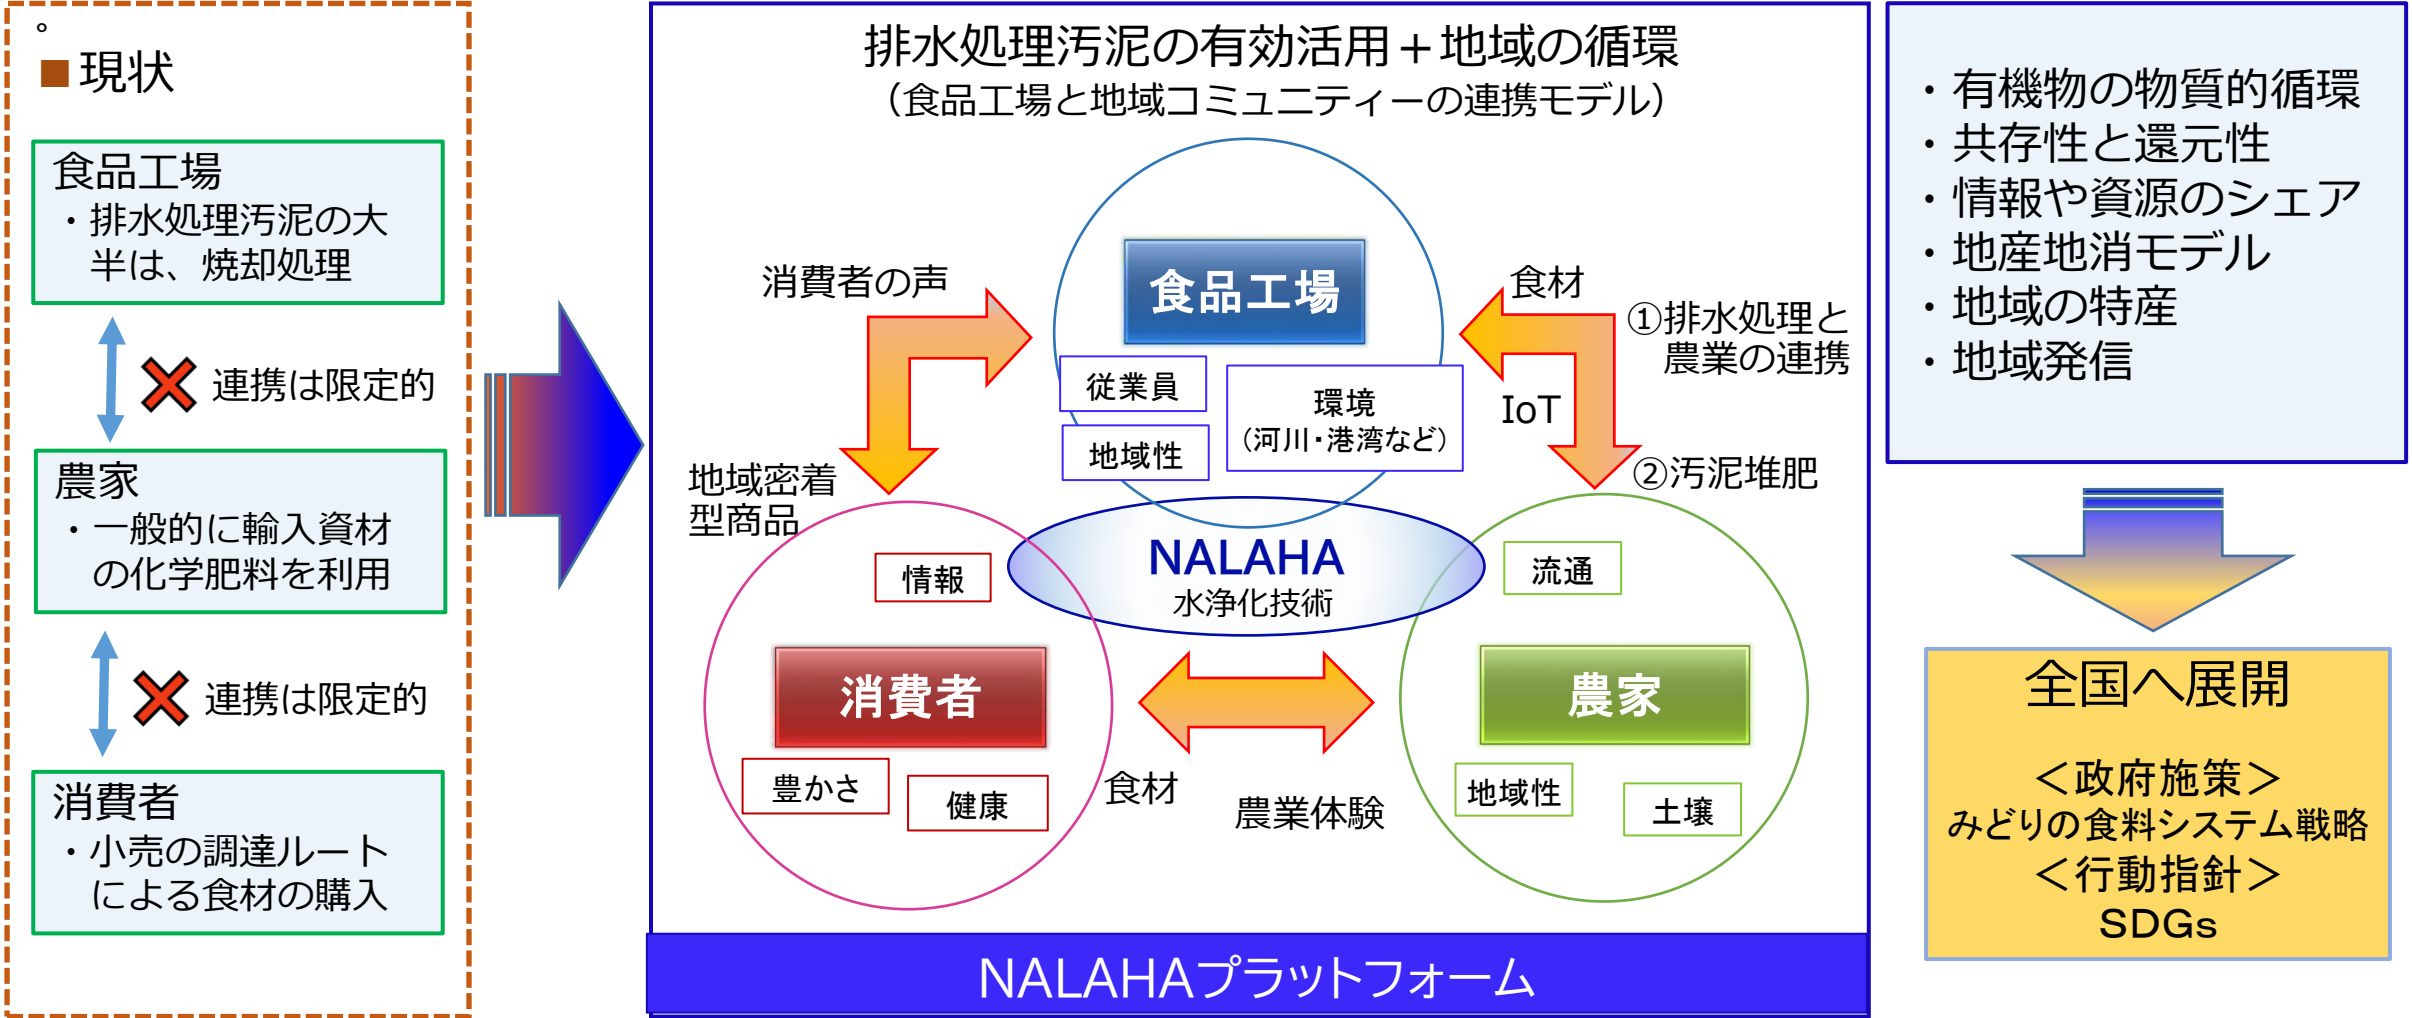 。
■現状
食品工場
・排水処理汚泥の大
半は、焼却処理
連携は限定的
農家
・一般的に輸入資材
の化学肥料を利用
連携は限定的
消費者
・小売の調達ルート
による食材の購入
排水処理汚泥の有効活用＋地域の循環
（食品工場と地域コミュニティーの連携モデル）
食品工場
従業員
地域性
環境
（河川・港湾など）
消費者の声
地域密着
型商品
食材
①排水処理と
農業の連携
IoT
②汚泥堆肥
NALAHA
水浄化技術
情報
消費者
豊かさ
健康
流通
農家
地域性
土壌
食材
農業体験
NALAHAプラットフォーム
・有機物の物質的循環
・共存性と還元性
・情報や資源のシェア
・地産地消モデル
・地域の特産
・地域発信
全国へ展開
＜政府施策＞
みどりの食料システム戦略
＜行動指針＞
SDGs